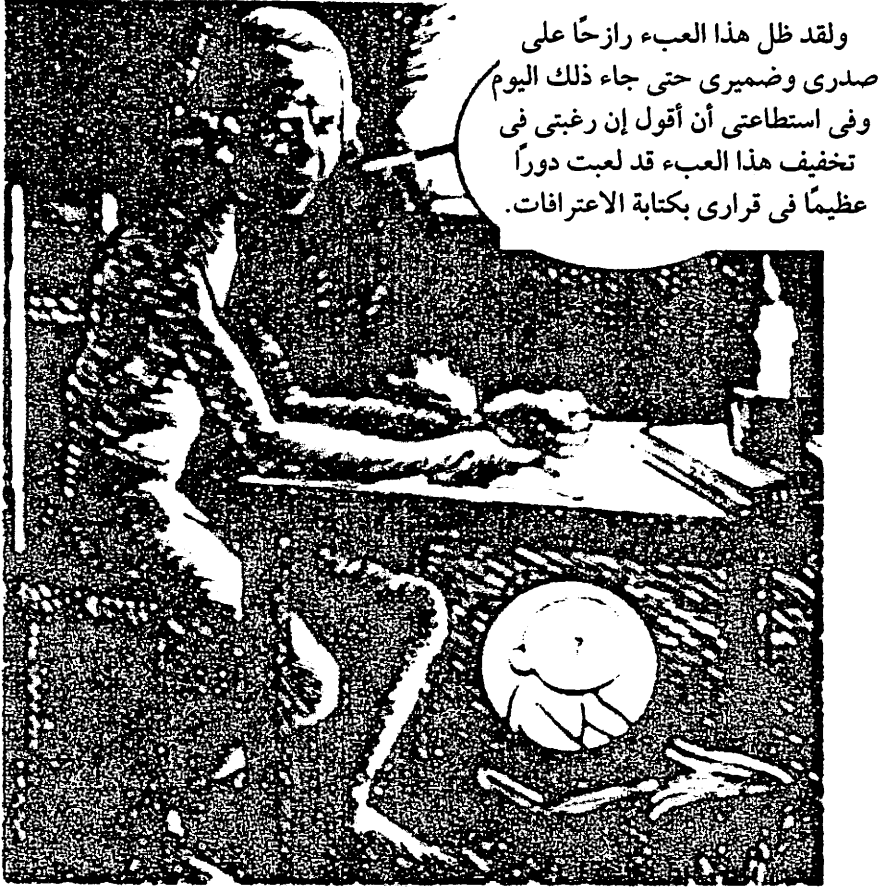 ولقد ظل هذا العبء رازحًا على
صدرى وضميرى حتى جاء ذلك اليوم
وفى استطاعتى أن أقول إن رغبتى فى
تخفيف هذا العبء قد لعبت دورًا
عظيمًا فى قرارى بكتابة الاعترافات.